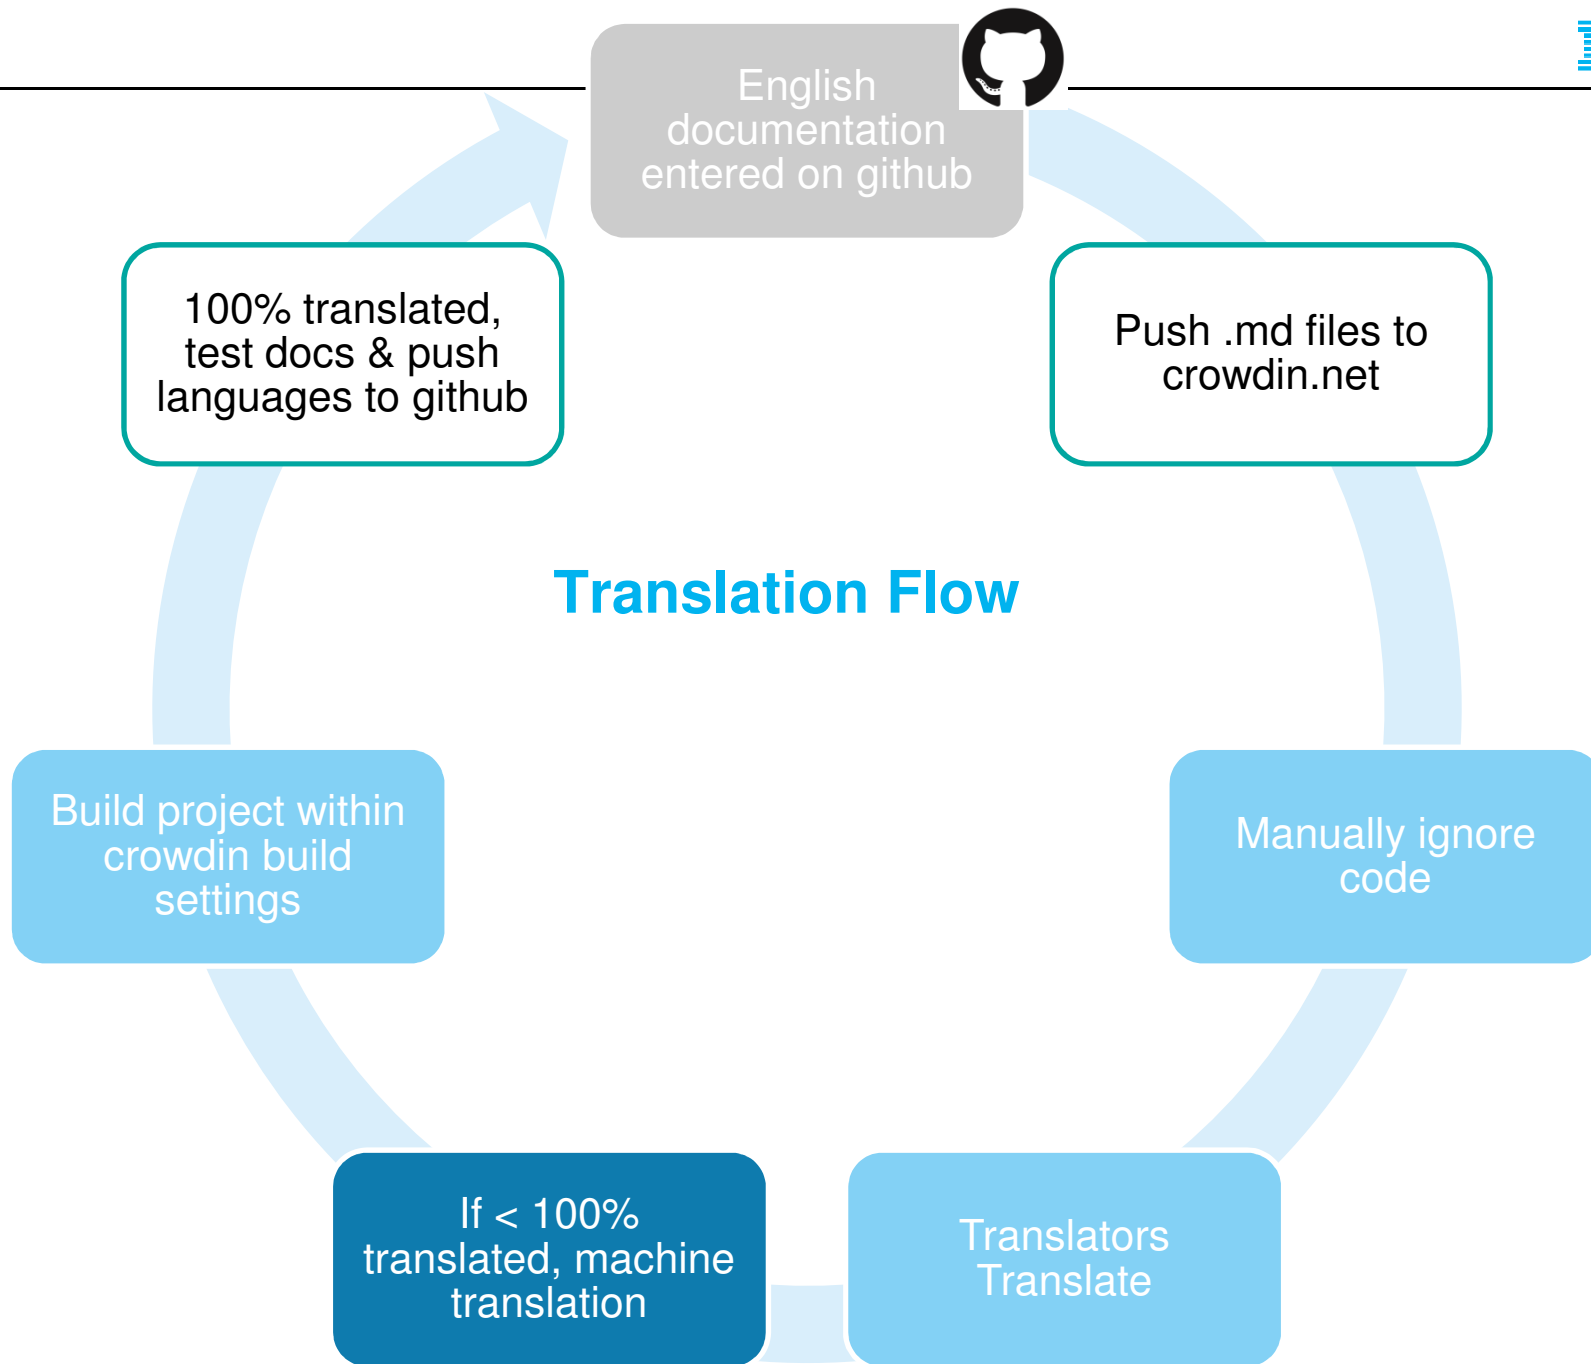 English
documentation
entered on github
100% translated,
test docs & push
languages to github
Push .md files to
crowdin.net
Translation Flow
Build project within
crowdin build
settings
Manually ignore
code
If < 100%
translated, machine
translation
Translators
Translate